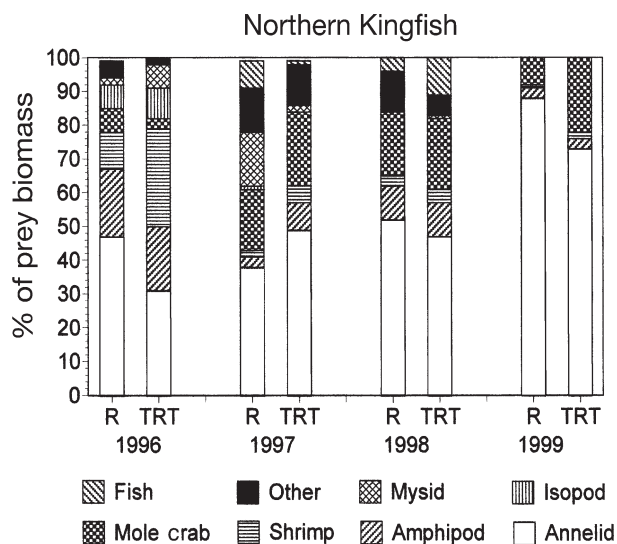 Northern Kingfish
% of prey biomass
100
90
80
70
60
50
40
30
20
10
0
R TRT R TRT R TRT R TRT
1996 1997 1998 1999
Fish Other Mysid Isopod
Mole crab Shrimp Amphipod Annelid